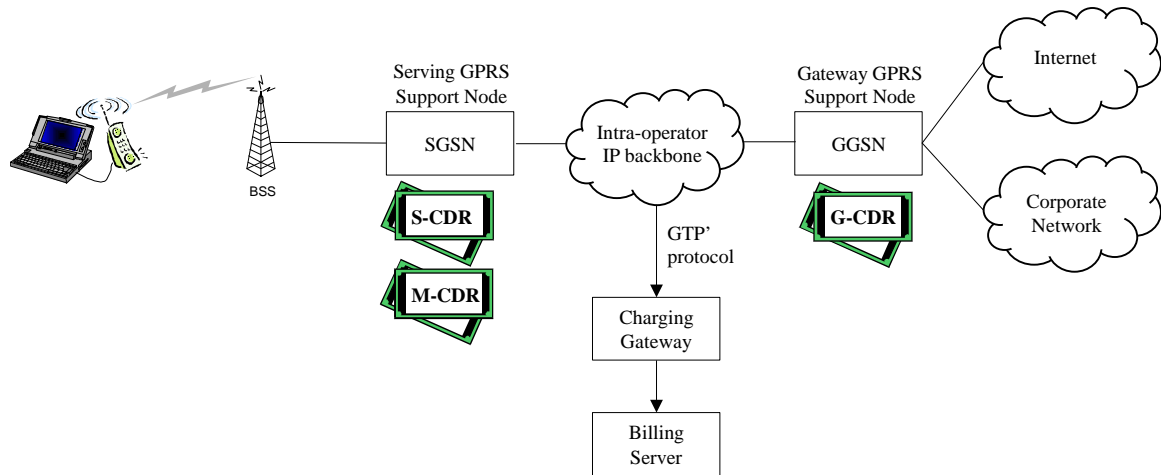 Serving GPRS
Support Node
SGSN
BSS
S-CDR
M-CDR
Intra-operator
IP backbone
GTP’
protocol
Charging
Gateway
Billing
Server
Gateway GPRS
Support Node
GGSN
G-CDR
Internet
Corporate
Network